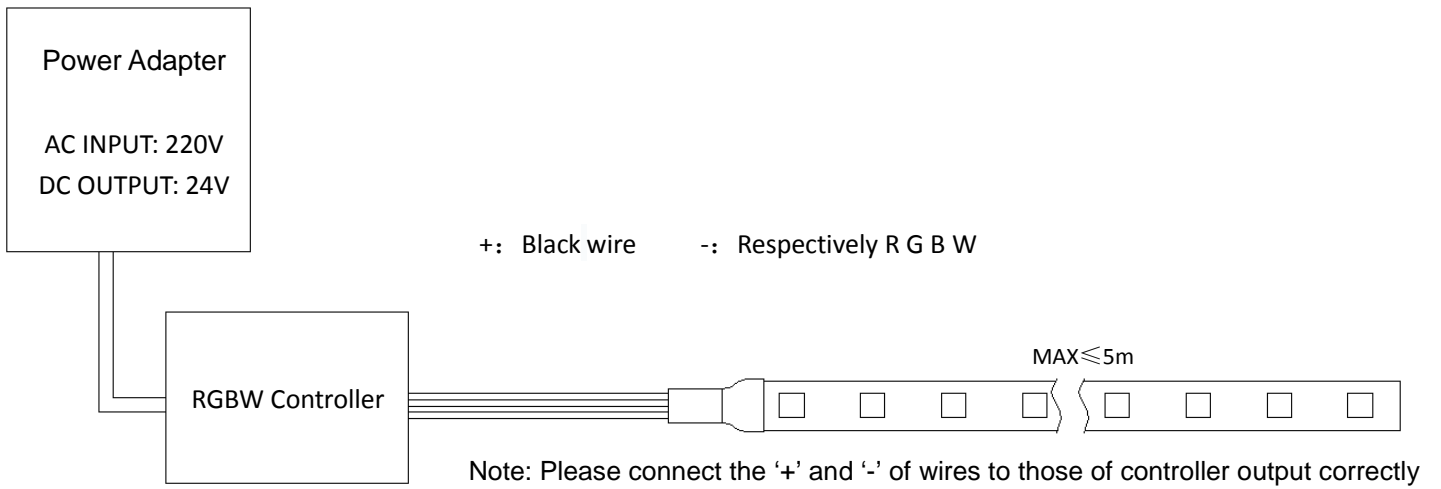 Power Adapter
AC INPUT: 220V
DC OUTPUT: 24V
+：Black wire -：Respectively R G B W
MAX≤5m
RGBW Controller
Note: Please connect the ‘+’ and ‘-’ of wires to those of controller output correctly